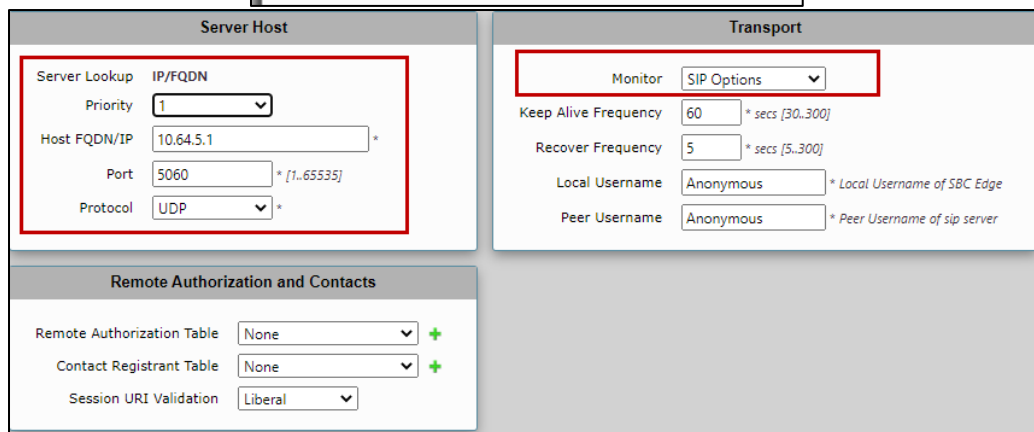 Server Host
Server Lookup IP/FQDN
Priority 1
Host FQDN/IP 10.64.5.1 *
Port 5060 * [1..65535]
Protocol UDP *
Transport
Monitor SIP Options
Keep Alive Frequency 60 * secs [30..300]
Recover Frequency 5 * secs [5..300]
Local Username Anonymous * Local Username of SBC Edge
Peer Username Anonymous * Peer Username of sip server
Remote Authorization and Contacts
Remote Authorization Table None
Contact Registrant Table None
Session URI Validation Liberal